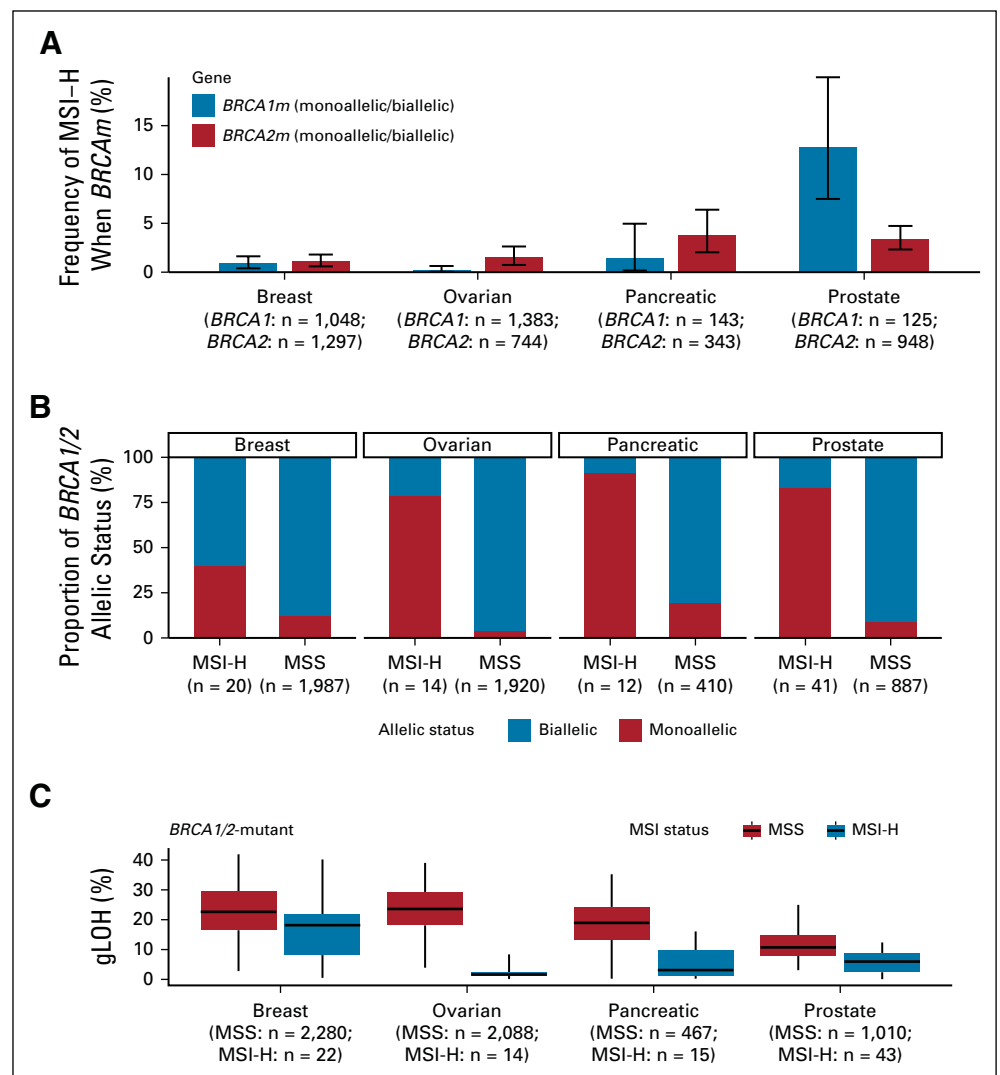 A
Frequency of MSI–H
When BRCAm (%)
Gene
BRCA1m (monoallelic/biallelic)
BRCA2m (monoallelic/biallelic)
15
10
5
0
Breast
(BRCA1: n = 1,048;
BRCA2: n = 1,297)
Ovarian
(BRCA1: n = 1,383;
BRCA2: n = 744)
Pancreatic
(BRCA1: n = 143;
BRCA2: n = 343)
Prostate
(BRCA1: n = 125;
BRCA2: n = 948)
B
Proportion of BRCA1/2
Allelic Status (%)
Breast
Ovarian
Pancreatic
Prostate
100
75
50
25
0
MSI-H
(n = 20)
MSS
(n = 1,987)
MSI-H
(n = 14)
MSS
(n = 1,920)
MSI-H
(n = 12)
MSS
(n = 410)
MSI-H
(n = 41)
MSS
(n = 887)
Allelic status
Biallelic
Monoallelic
C
BRCA1/2-mutant
MSI status
MSS
MSI-H
gLOH (%)
40
30
20
10
0
Breast
(MSS: n = 2,280;
MSI-H: n = 22)
Ovarian
(MSS: n = 2,088;
MSI-H: n = 14)
Pancreatic
(MSS: n = 467;
MSI-H: n = 15)
Prostate
(MSS: n = 1,010;
MSI-H: n = 43)